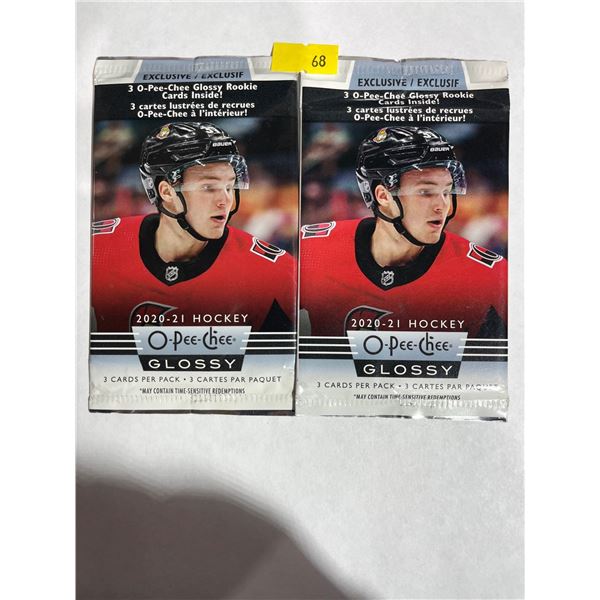 68
EXCLUSIVE / EXCLUSIF
3 O-Pee-Chee Glossy Rookie
Cards Inside!
3 cartes lustrées de recrues
O-Pee-Chee à l'intérieur!
BAUER
2020-21 HOCKEY
O-Pee-Chee
GLOSSY
3 CARDS PER PACK • 3 CARTES PAR PAQUET
*MAY CONTAIN TIME-SENSITIVE REDEMPTIONS
EXCLUSIVE / EXCLUSIF
3 O-Pee-Chee Glossy Rookie
Cards Inside!
3 cartes lustrées de recrues
O-Pee-Chee à l'intérieur!
BAUER
2020-21 HOCKEY
O-Pee-Chee
GLOSSY
3 CARDS PER PACK • 3 CARTES PAR PAQUET
*MAY CONTAIN TIME-SENSITIVE REDEMPTIONS